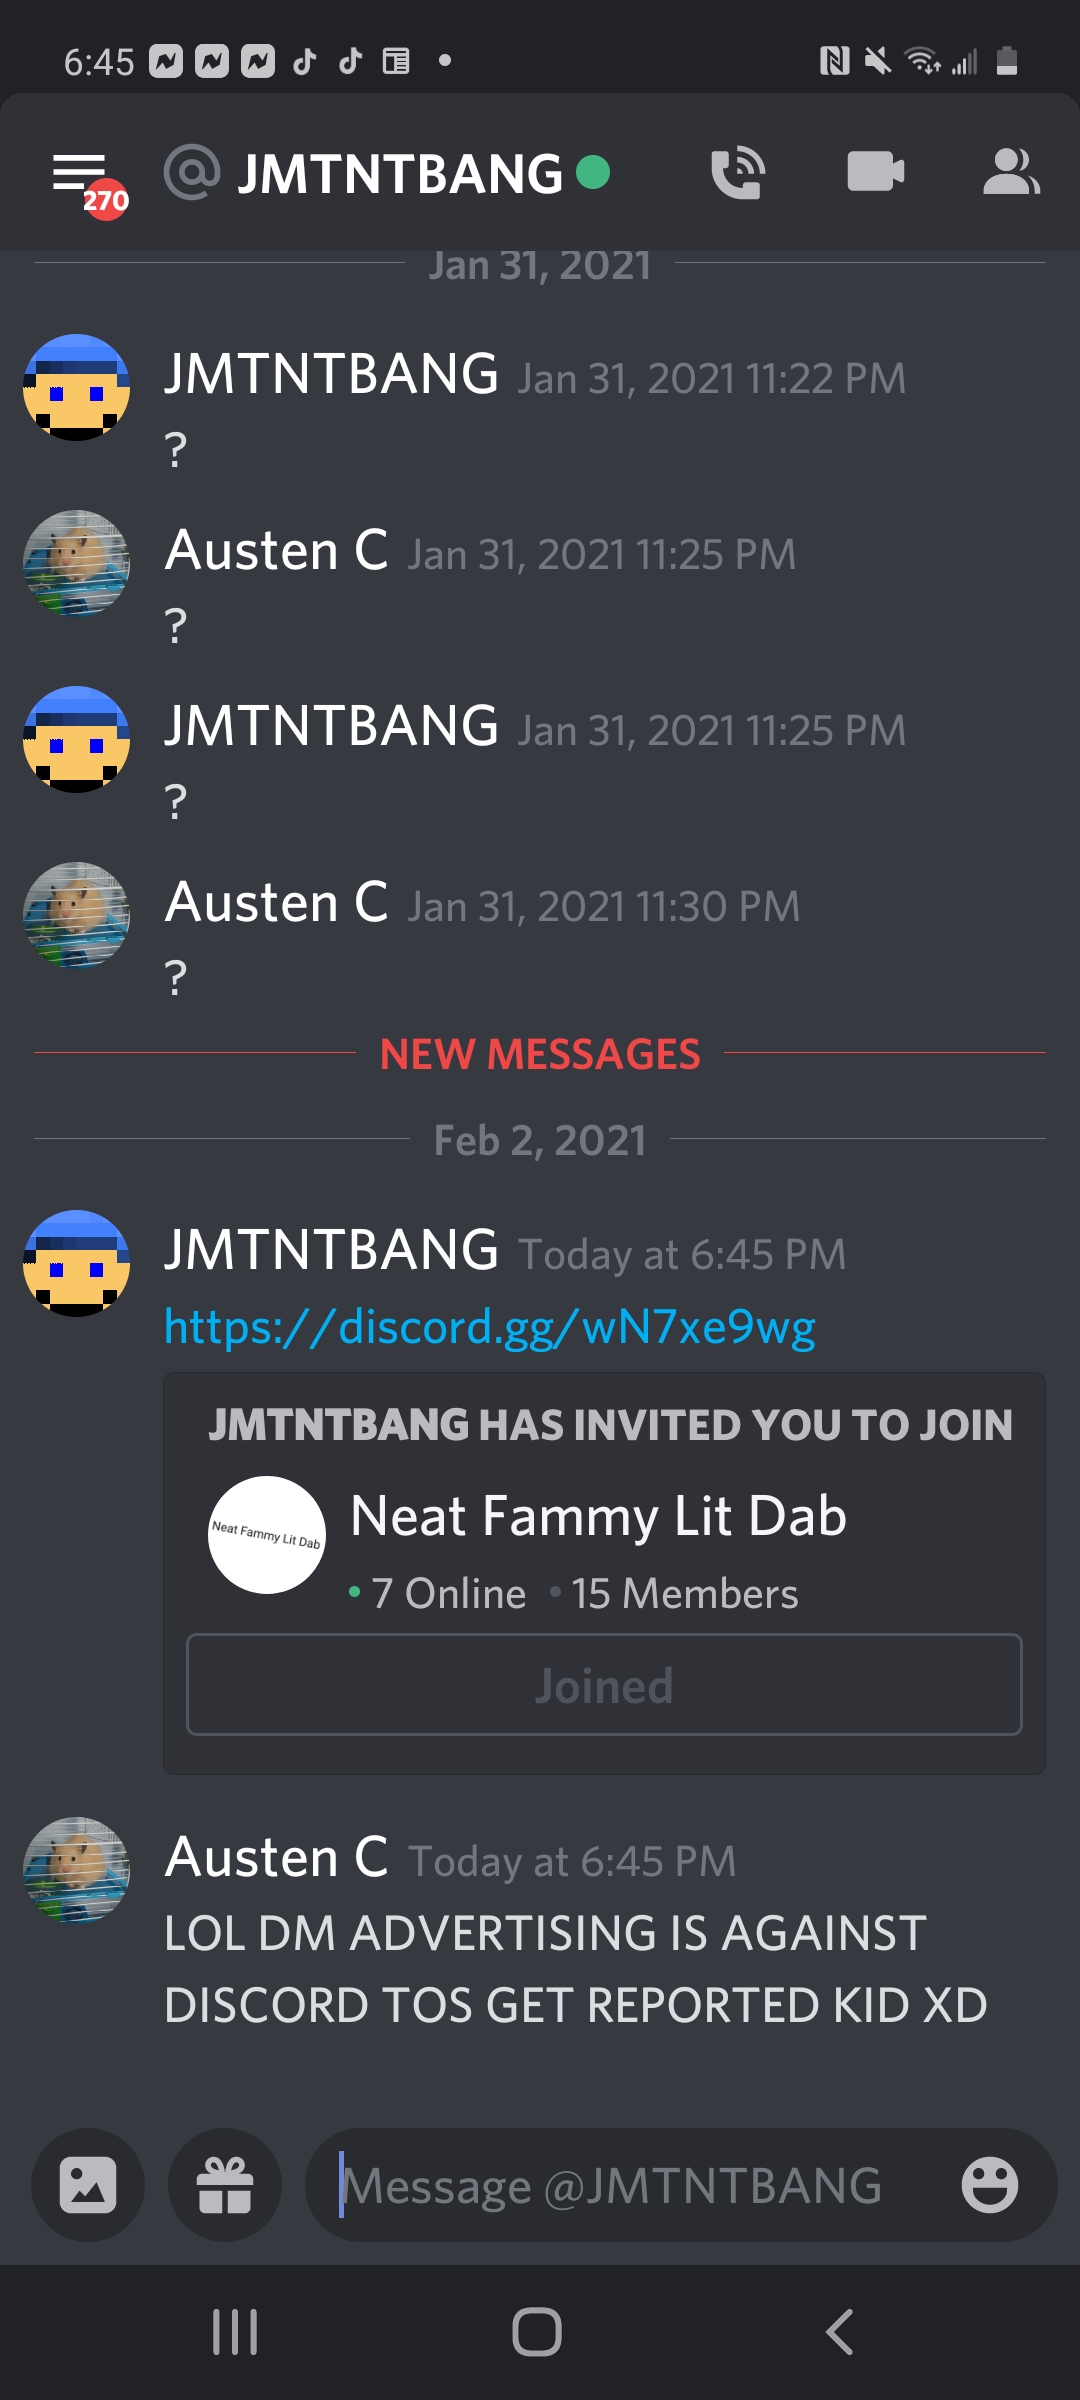 6:45
270
@ JMTNTBANG
Jan 31, 2021
JMTNTBANG Jan 31, 2021 11:22 PM
?
Austen C Jan 31, 2021 11:25 PM
?
JMTNTBANG Jan 31, 2021 11:25 PM
?
Austen C Jan 31, 2021 11:30 PM
?
NEW MESSAGES
Feb 2, 2021
JMTNTBANG Today at 6:45 PM
https://discord.gg/wN7xe9wg
JMTNTBANG HAS INVITED YOU TO JOIN
Neat Fammy Lit Dab
Neat Fammy Lit Dab
7 Online 15 Members
Joined
Austen C Today at 6:45 PM
LOL DM ADVERTISING IS AGAINST
DISCORD TOS GET REPORTED KID XD
Message @JMTNTBANG